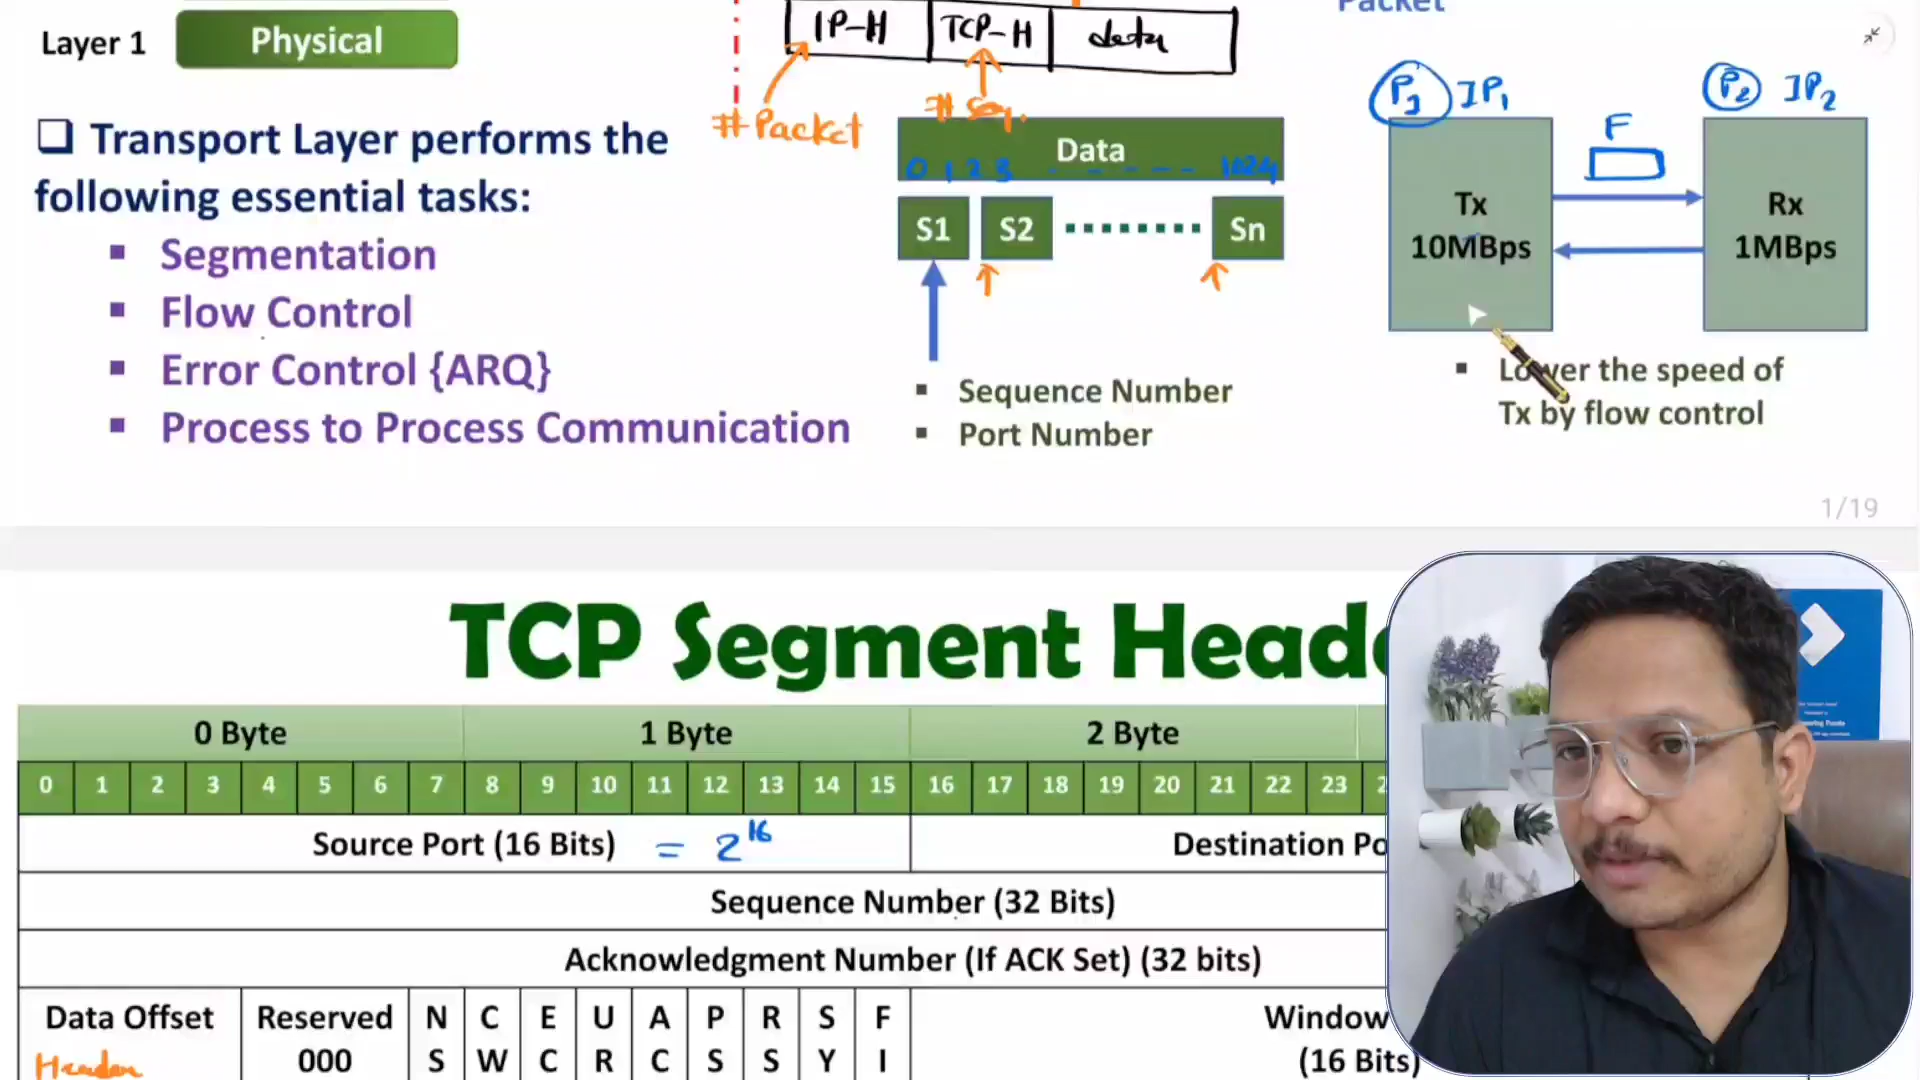 Packet
Layer 1
Physical
IP-H
TCP-H
data
# Packet
# seq.
P1 IP1
P2 IP2
F
❑ Transport Layer performs the
following essential tasks:
▪ Segmentation
▪ Flow Control
▪ Error Control {ARQ}
▪ Process to Process Communication
Data
0 1 2 3 - - - - - 1024
S1
S2
Sn
▪ Sequence Number
▪ Port Number
Tx
10MBps
Rx
1MBps
▪ Lower the speed of
Tx by flow control
1/19
TCP Segment Heade
0 Byte
1 Byte
2 Byte
0 1 2 3 4 5 6 7 8 9 10 11 12 13 14 15 16 17 18 19 20 21 22 23 2
Source Port (16 Bits) = 2^16
Destination Po
Sequence Number (32 Bits)
Acknowledgment Number (If ACK Set) (32 bits)
Data Offset
Header
Reserved
000
N
S
C
W
E
C
U
R
A
C
P
S
R
S
S
Y
F
I
Window
(16 Bits)